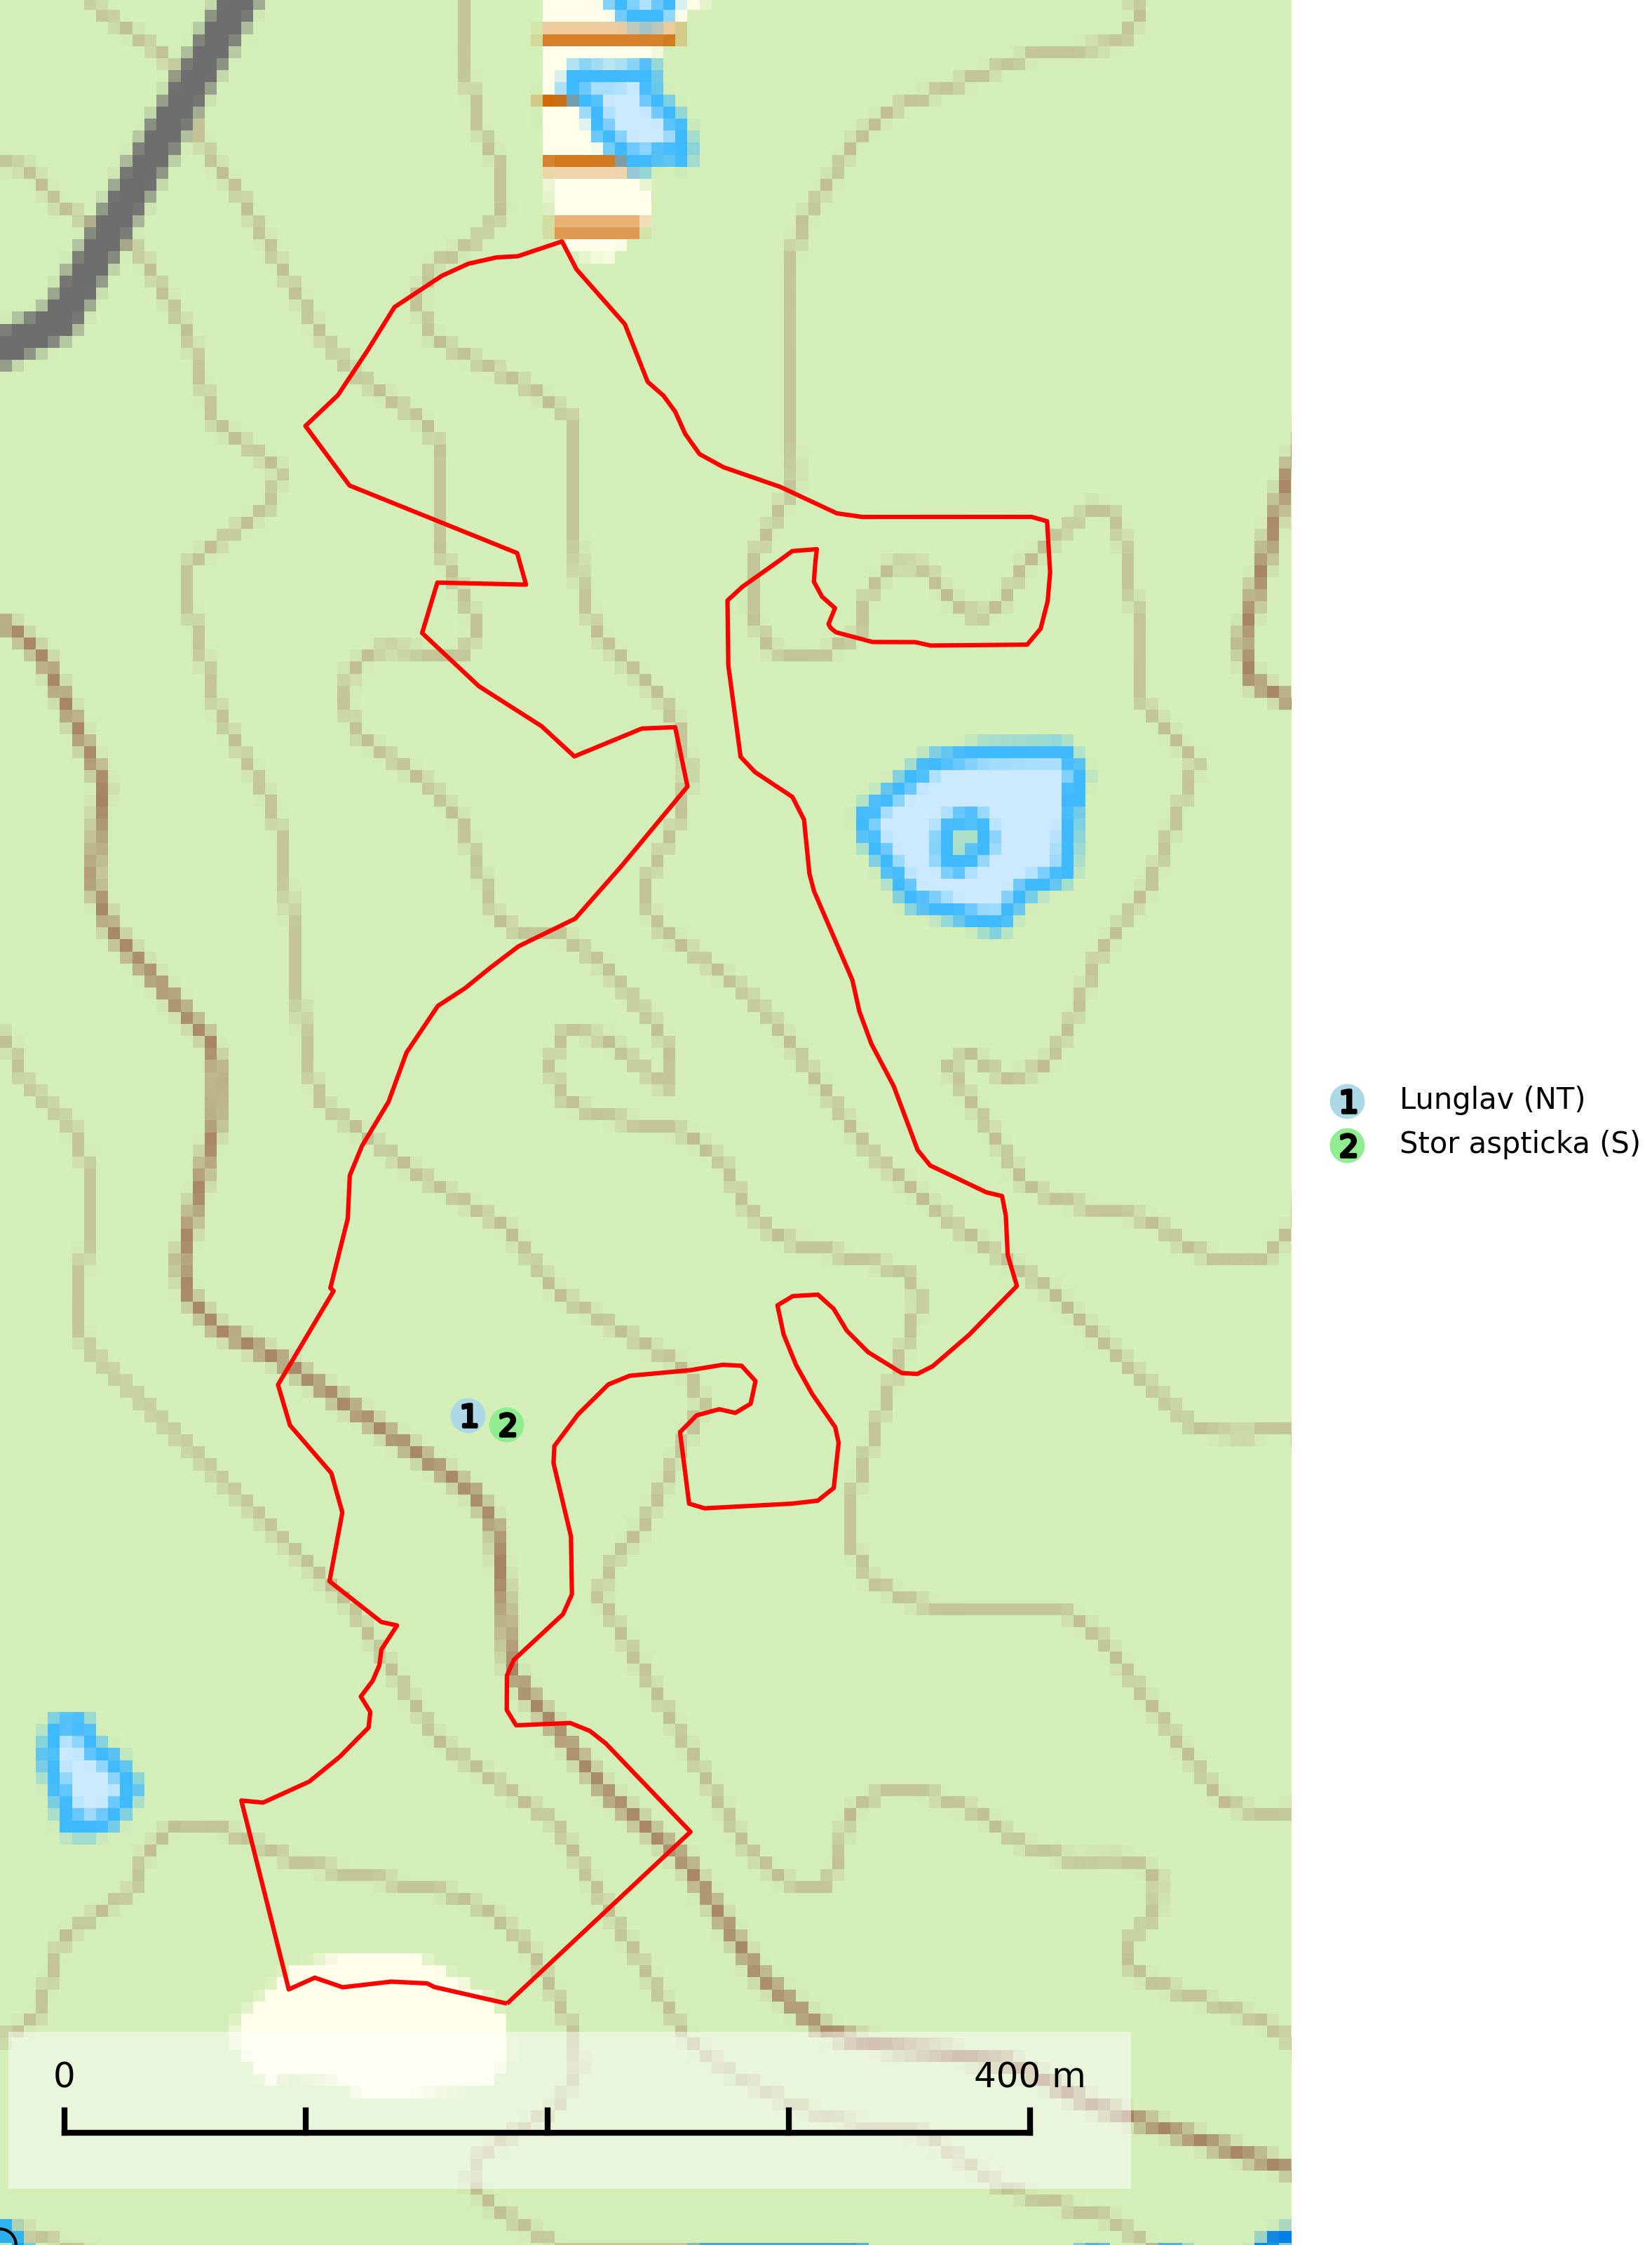 1 Lunglav (NT)
2 Stor aspticka (S)
1 2
0 400 m